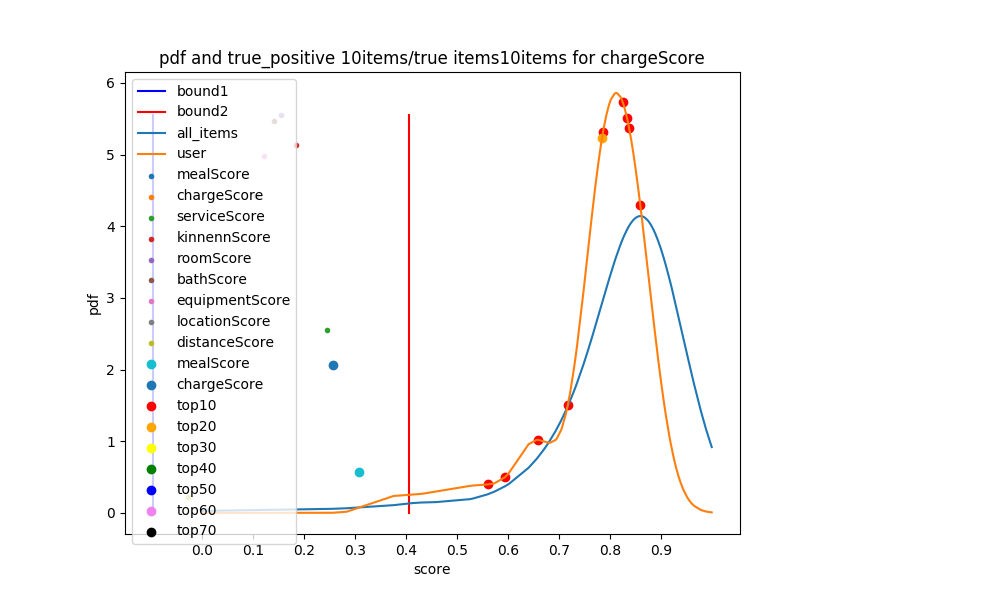 pdf and true_positive 10items/true items10items for chargeScore
6
5
4
3
2
1
0
pdf
bound1
bound2
all_items
user
mealScore
chargeScore
serviceScore
kinnennScore
roomScore
bathScore
equipmentScore
locationScore
distanceScore
mealScore
chargeScore
top10
top20
top30
top40
top50
top60
top70
0.0 0.1 0.2 0.3 0.4 0.5 0.6 0.7 0.8 0.9
score